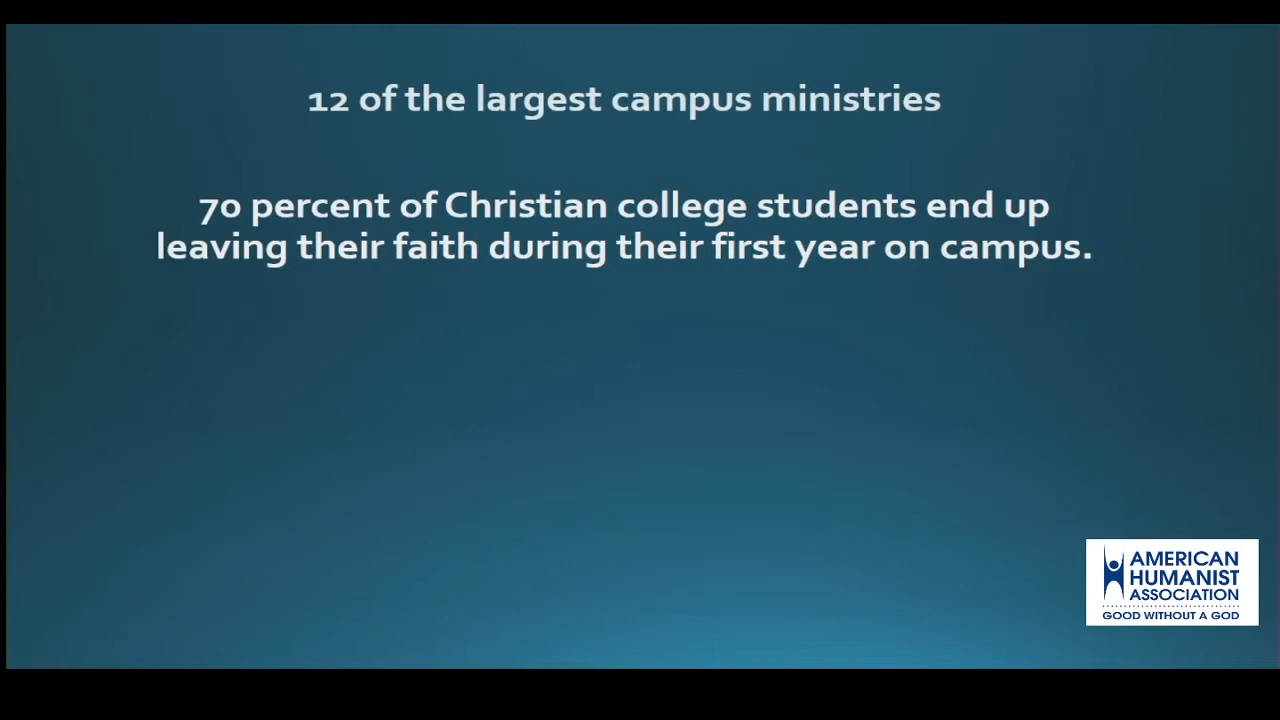 12 of the largest campus ministries
70 percent of Christian college students end up
leaving their faith during their first year on campus.
AMERICAN
HUMANIST
ASSOCIATION
GOOD WITHOUT A GOD